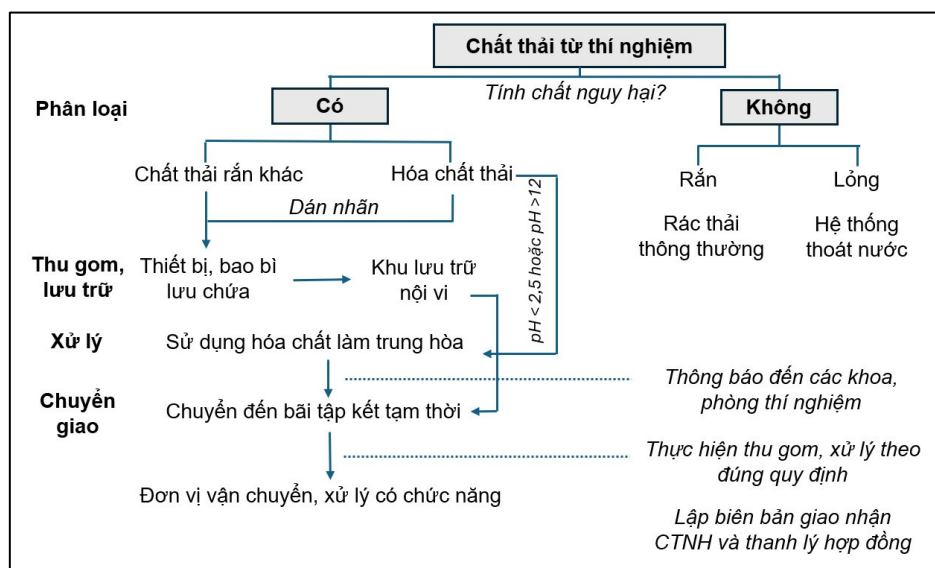 Chất thải từ thí nghiệm
Tính chất nguy hại?
Phân loại
Có
Không
Chất thải rắn khác
Hóa chất thải
Rắn
Lỏng
Dán nhãn
pH < 2,5 hoặc pH >12
Rác thải
thông thường
Hệ thống
thoát nước
Thu gom,
lưu trữ
Thiết bị, bao bì
lưu chứa
Khu lưu trữ
nội vi
Xử lý
Sử dụng hóa chất làm trung hòa
Thông báo đến các khoa,
phòng thí nghiệm
Chuyển
giao
Chuyển đến bãi tập kết tạm thời
Thực hiện thu gom, xử lý theo
đúng quy định
Đơn vị vận chuyển, xử lý có chức năng
Lập biên bản giao nhận
CTNH và thanh lý hợp đồng